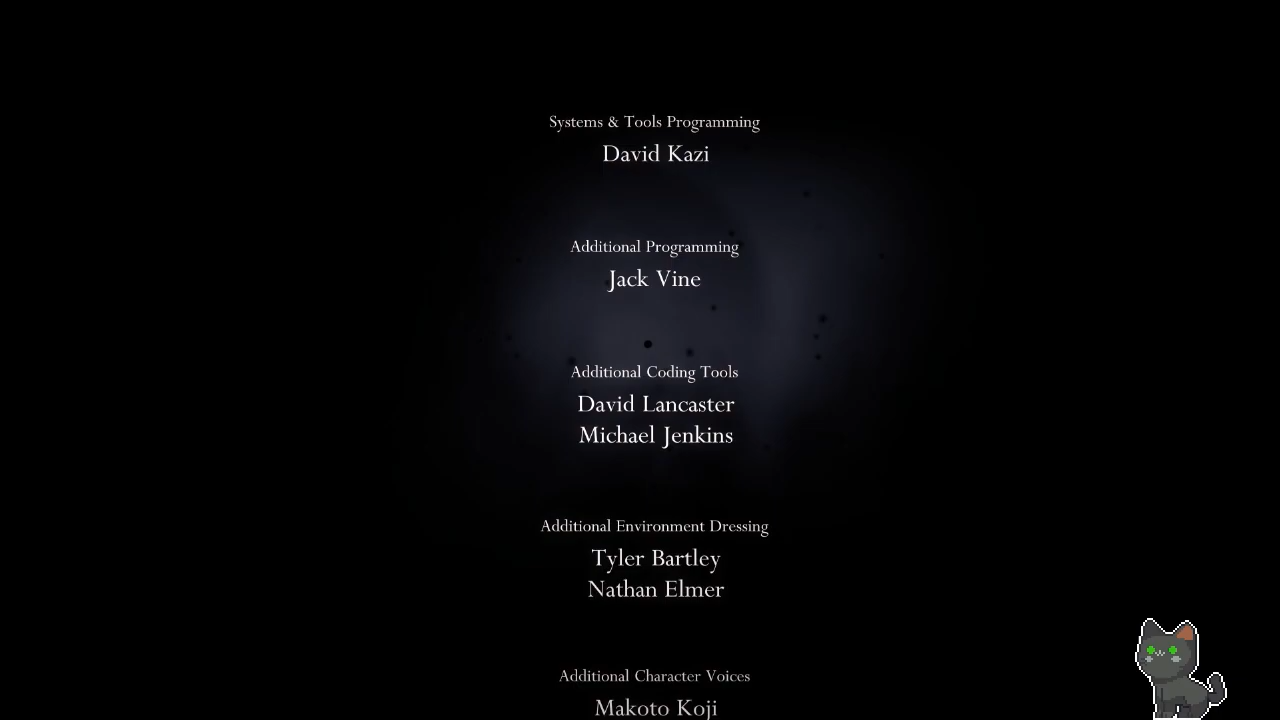 Systems & Tools Programming
David Kazi
Additional Programming
Jack Vine
Additional Coding Tools
David Lancaster
Michael Jenkins
Additional Environment Dressing
Tyler Bartley
Nathan Elmer
Additional Character Voices
Makoto Koji